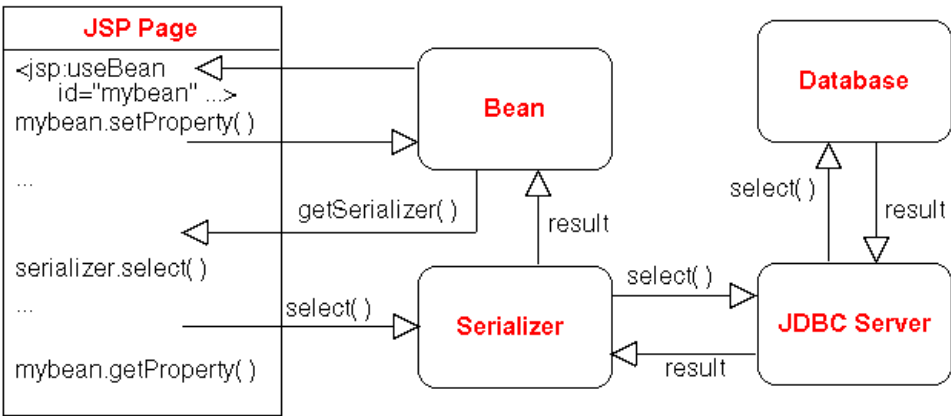 JSP Page
<jsp:useBean
id="mybean" ...>
mybean.setProperty( )
...
getSerializer( )
serializer.select( )
...
select( )
mybean.getProperty( )
Bean
result
Serializer
select( )
result
Database
select( )
result
JDBC Server